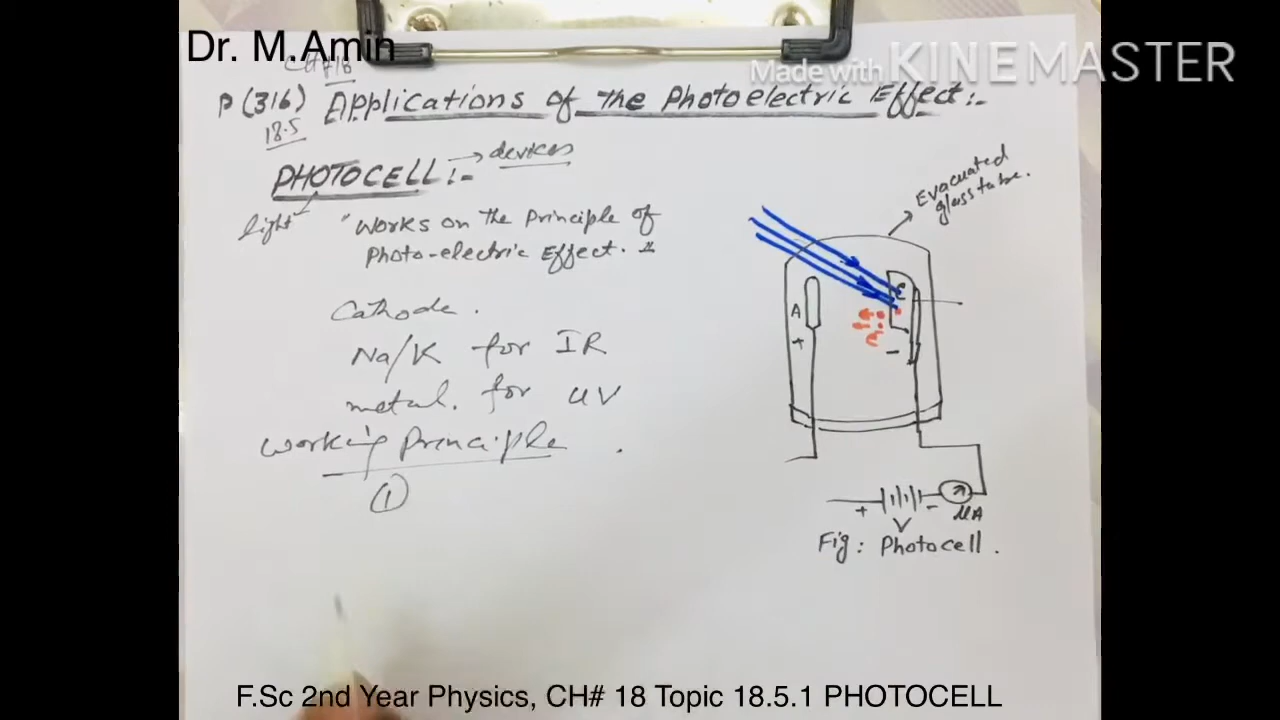 Dr. M.Amin
Made with KINEMASTER
CH#18
P(316) Applications of the Photoelectric Effect:-
18.5
PHOTOCELL:- → devices
light
"Works on the Principle of
Photo-electric Effect."
Evacuated
glass tube.
Cathode.
Na/K for IR
metal. for UV
Working Principle
①
A
+
C
e
-
+ -
V
μA
Fig: Photocell.
F.Sc 2nd Year Physics, CH# 18 Topic 18.5.1 PHOTOCELL